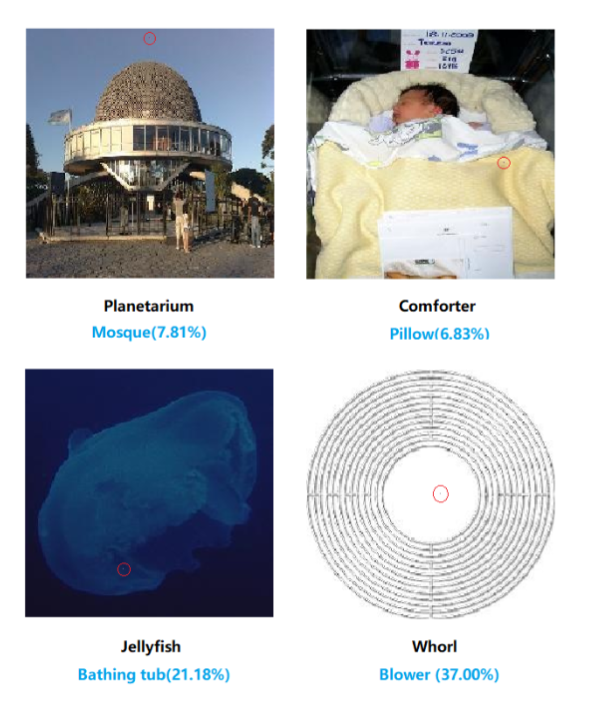 Planetarium
Mosque(7.81%)
Comforter
Pillow(6.83%)
Jellyfish
Bathing tub(21.18%)
Whorl
Blower (37.00%)